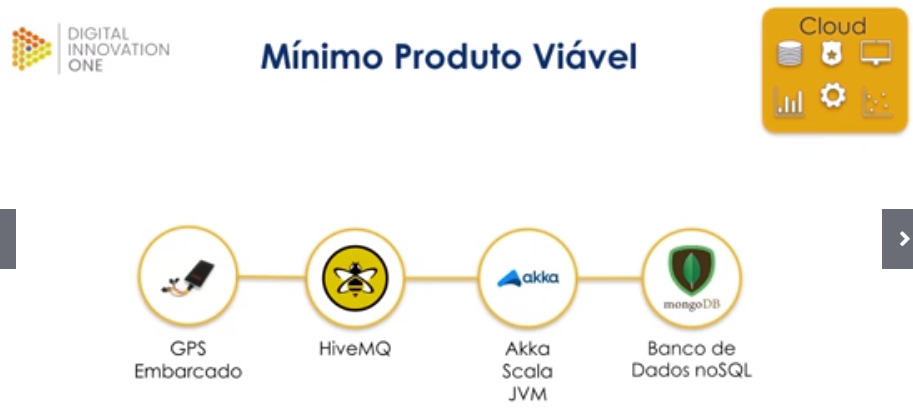 DIGITAL
INNOVATION
ONE
Mínimo Produto Viável
Cloud
akka
mongoDB
GPS
Embarcado
HiveMQ
Akka
Scala
JVM
Banco de
Dados noSQL